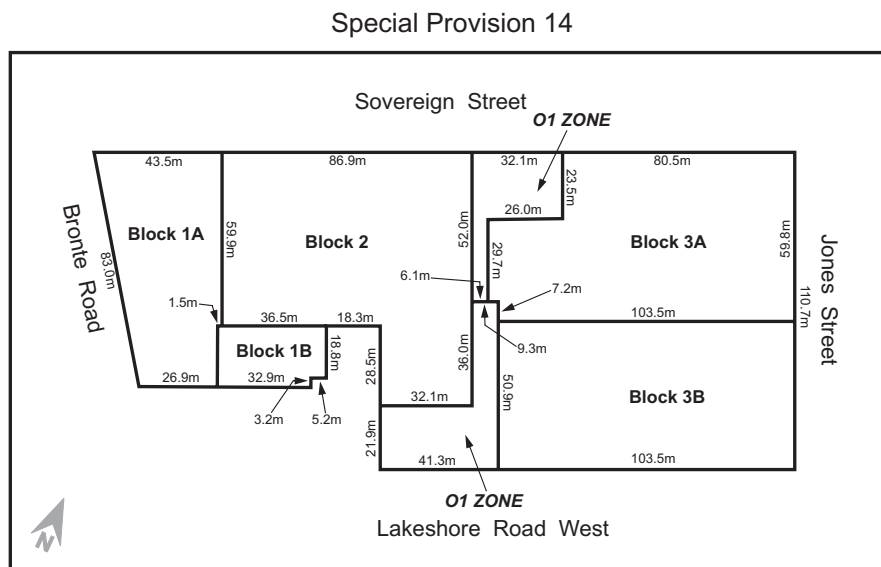 Special Provision 14
Sovereign Street
O1 ZONE
43.5m
86.9m
32.1m
80.5m
23.5m
26.0m
Block 1A
Block 2
Block 3A
Bronte Road
83.0m
59.9m
52.0m
29.7m
59.8m
Jones Street
110.7m
6.1m
7.2m
1.5m
36.5m
18.3m
103.5m
9.3m
Block 1B
18.8m
28.5m
36.0m
50.9m
Block 3B
26.9m
32.9m
32.1m
3.2m
5.2m
21.9m
41.3m
103.5m
O1 ZONE
Lakeshore Road West
N